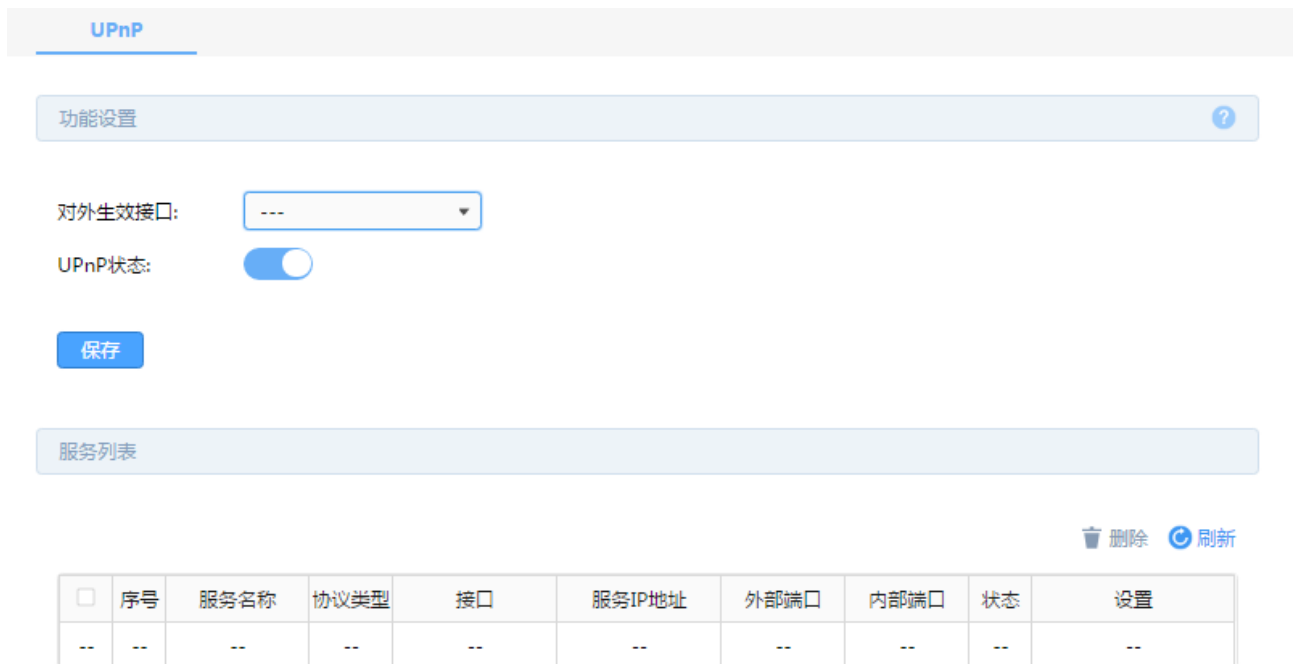 UPnP
功能设置 ?
对外生效接口: ---
UPnP状态:
保存
服务列表
删除 刷新
序号 服务名称 协议类型 接口 服务IP地址 外部端口 内部端口 状态 设置
-- -- -- -- -- -- -- -- -- --